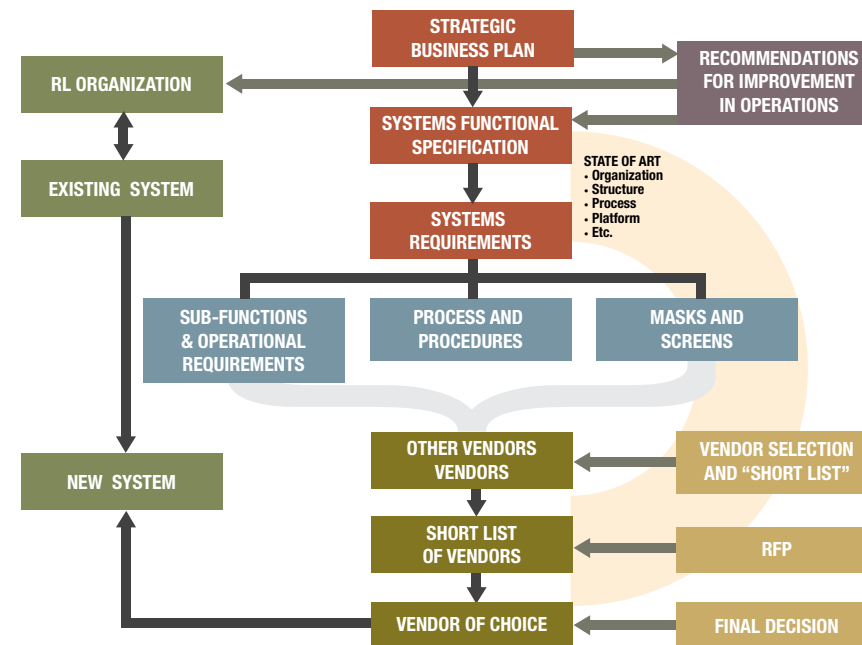 STRATEGIC
BUSINESS PLAN
RECOMMENDATIONS
FOR IMPROVEMENT
IN OPERATIONS
RL ORGANIZATION
SYSTEMS FUNCTIONAL
SPECIFICATION
STATE OF ART
• Organization
• Structure
• Process
• Platform
• Etc.
EXISTING SYSTEM
SYSTEMS
REQUIREMENTS
SUB-FUNCTIONS
& OPERATIONAL
REQUIREMENTS
PROCESS AND
PROCEDURES
MASKS AND
SCREENS
OTHER VENDORS
VENDORS
VENDOR SELECTION
AND “SHORT LIST”
NEW SYSTEM
SHORT LIST
OF VENDORS
RFP
VENDOR OF CHOICE
FINAL DECISION